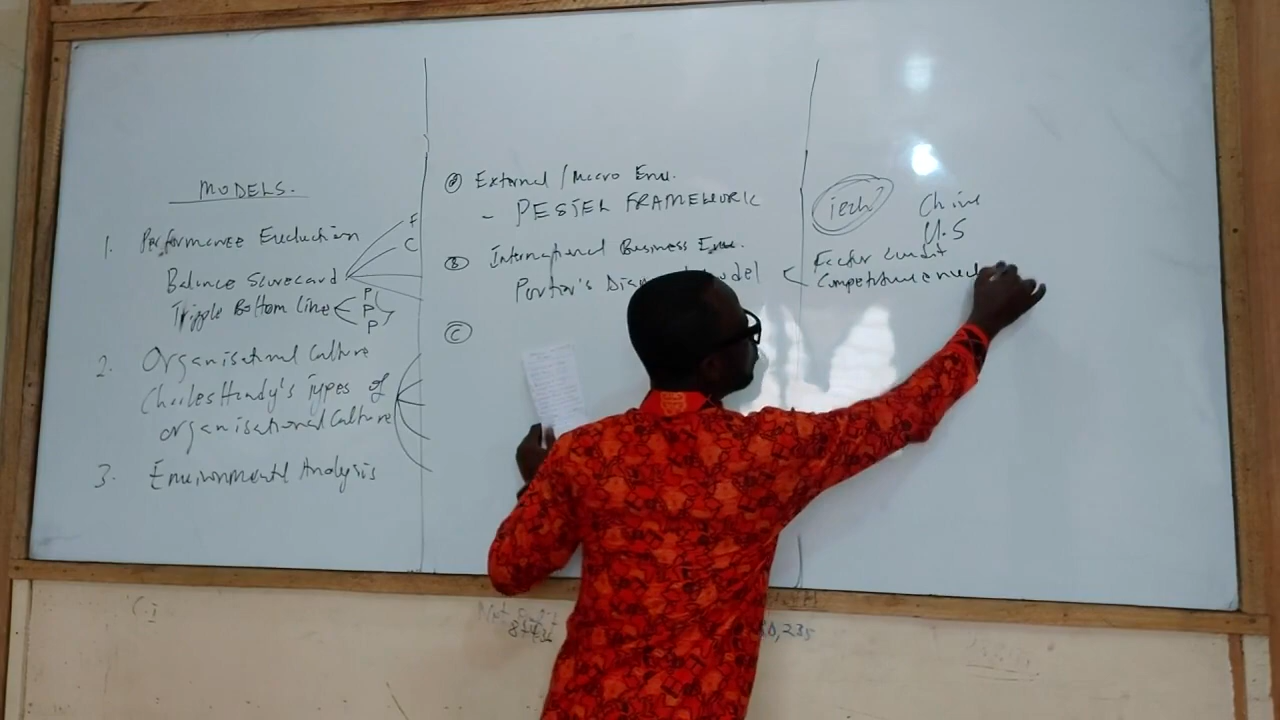 MODELS.
1. Performance Evaluation
F
C
Balance Scorecard
Tripple Bottom Line
P
P
P
2. Organisational Culture
Charles Handy's Types of
organisational Culture
3. Environmental Analysis
A External / Macro Env.
- PESTEL FRAMEWORK
B International Business Env.
Porter's
C
Tech
China
U.S
Factor Condit
Competitive
C.I